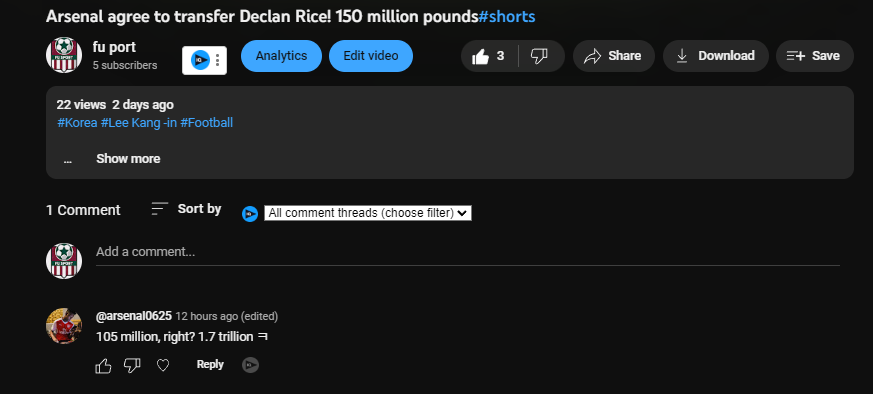 Arsenal agree to transfer Declan Rice! 150 million pounds#shorts
fu port
5 subscribers
Analytics
Edit video
3
Share
Download
Save
22 views 2 days ago
#Korea #Lee Kang -in #Football
... Show more
1 Comment
Sort by
All comment threads (choose filter)
Add a comment...
@arsenal0625 12 hours ago (edited)
105 million, right? 1.7 trillion ㅋ
Reply